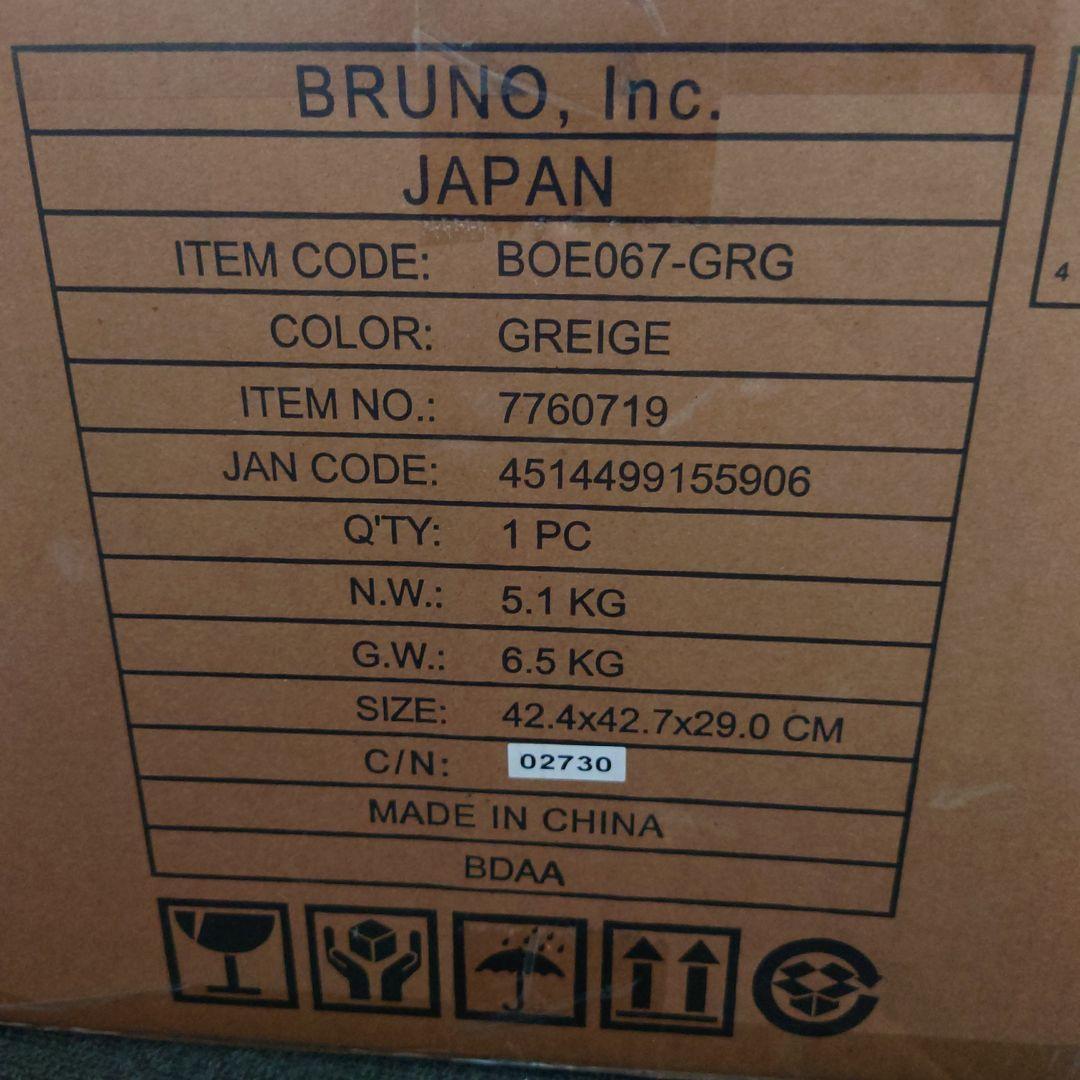 BRUNO, Inc.
JAPAN
ITEM CODE: BOE067-GRG
COLOR: GREIGE
ITEM NO.: 7760719
JAN CODE: 4514499155906
Q'TY: 1 PC
N.W.: 5.1 KG
G.W.: 6.5 KG
SIZE: 42.4x42.7x29.0 CM
C/N: 02730
MADE IN CHINA
BDAA
4